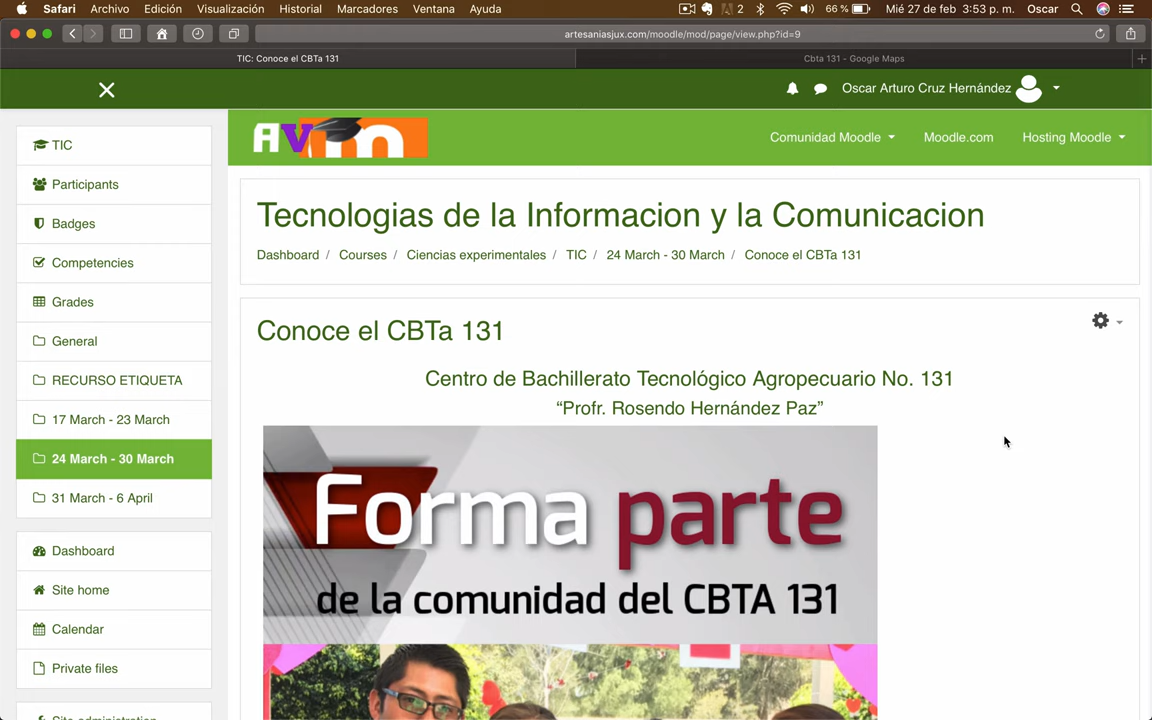 Safari Archivo Edición Visualización Historial Marcadores Ventana Ayuda 2 66 % Mié 27 de feb 3:53 p. m. Oscar
artesaniasjux.com/moodle/mod/page/view.php?id=9
TIC: Conoce el CBTa 131 Cbta 131 - Google Maps
Oscar Arturo Cruz Hernández
AVIM Comunidad Moodle Moodle.com Hosting Moodle
TIC
Participants
Badges
Competencies
Grades
General
RECURSO ETIQUETA
17 March - 23 March
24 March - 30 March
31 March - 6 April
Dashboard
Site home
Calendar
Private files
Site administration
Tecnologias de la Informacion y la Comunicacion
Dashboard / Courses / Ciencias experimentales / TIC / 24 March - 30 March / Conoce el CBTa 131
Conoce el CBTa 131
Centro de Bachillerato Tecnológico Agropecuario No. 131
“Profr. Rosendo Hernández Paz”
Forma parte
de la comunidad del CBTA 131